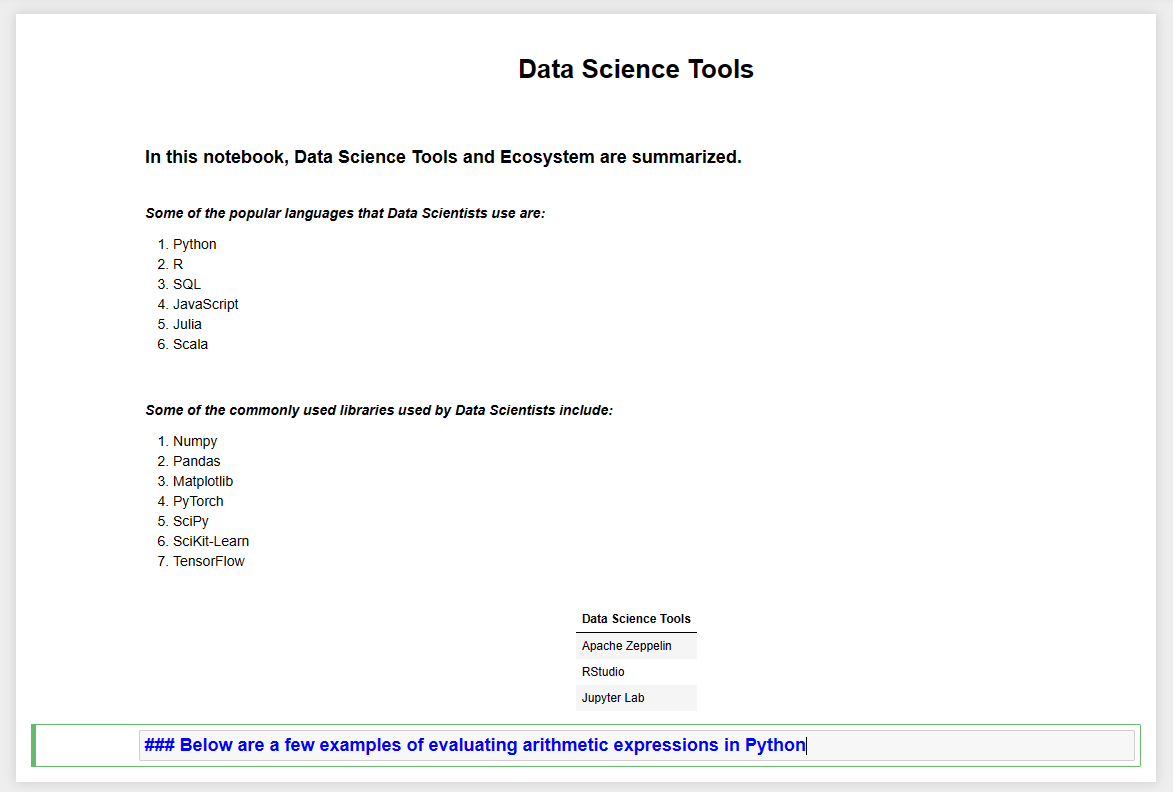 Data Science Tools
In this notebook, Data Science Tools and Ecosystem are summarized.
Some of the popular languages that Data Scientists use are:
1. Python
2. R
3. SQL
4. JavaScript
5. Julia
6. Scala
Some of the commonly used libraries used by Data Scientists include:
1. Numpy
2. Pandas
3. Matplotlib
4. PyTorch
5. SciPy
6. SciKit-Learn
7. TensorFlow
Data Science Tools
Apache Zeppelin
RStudio
Jupyter Lab
### Below are a few examples of evaluating arithmetic expressions in Python